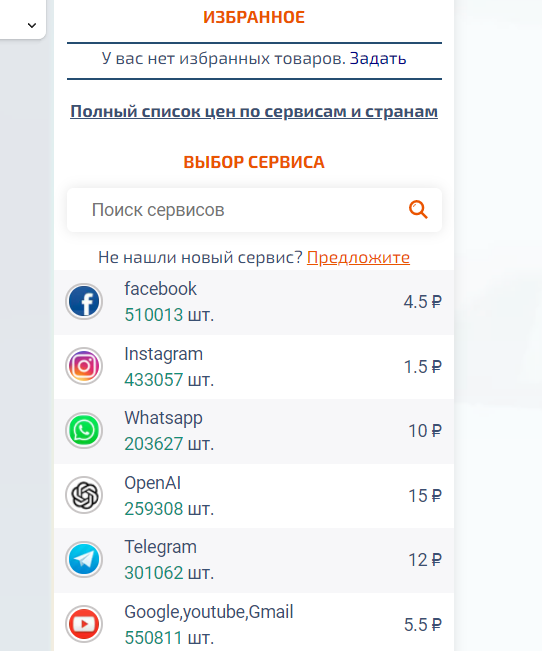 ИЗБРАННОЕ
У вас нет избранных товаров. Задать
Полный список цен по сервисам и странам
ВЫБОР СЕРВИСА
Поиск сервисов
Не нашли новый сервис? Предложите
facebook
510013 шт.
4.5 ₽
Instagram
433057 шт.
1.5 ₽
Whatsapp
203627 шт.
10 ₽
OpenAI
259308 шт.
15 ₽
Telegram
301062 шт.
12 ₽
Google,youtube,Gmail
550811 шт.
5.5 ₽